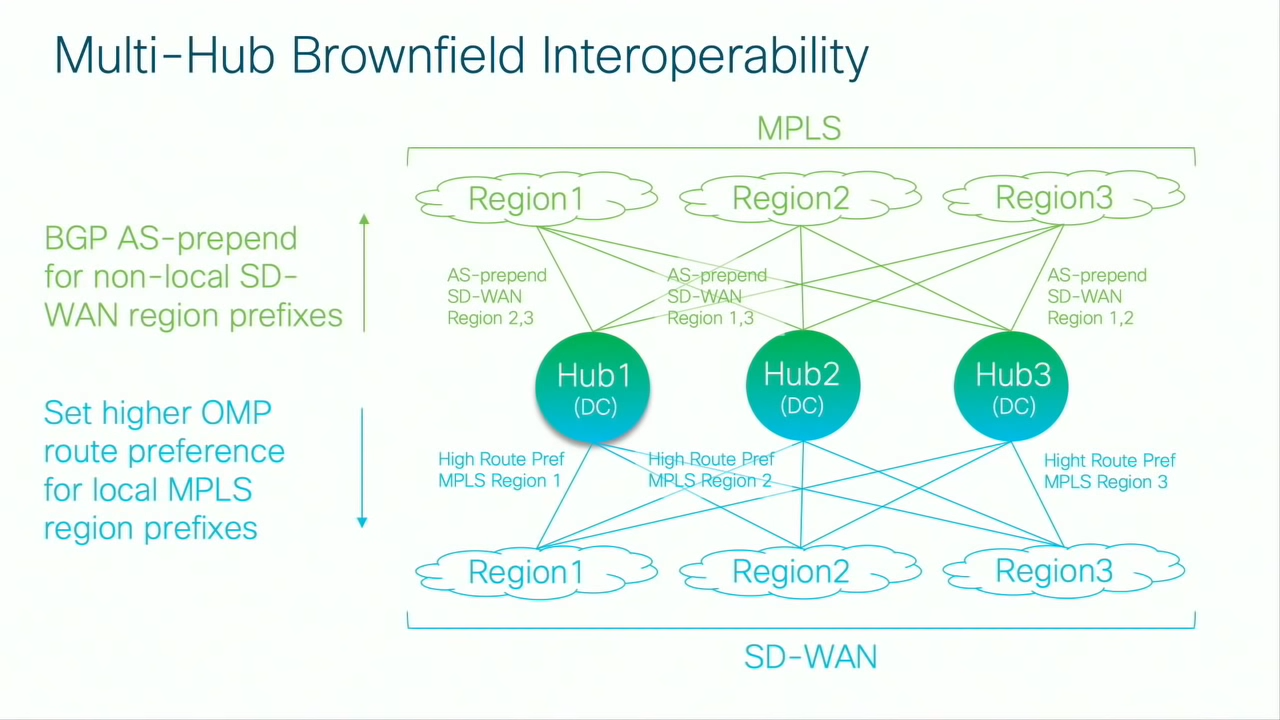 Multi-Hub Brownfield Interoperability
MPLS
Region1
Region2
Region3
BGP AS-prepend
for non-local SD-
WAN region prefixes
AS-prepend
SD-WAN
Region 2,3
AS-prepend
SD-WAN
Region 1,3
AS-prepend
SD-WAN
Region 1,2
Hub1
(DC)
Hub2
(DC)
Hub3
(DC)
Set higher OMP
route preference
for local MPLS
region prefixes
High Route Pref
MPLS Region 1
High Route Pref
MPLS Region 2
Hight Route Pref
MPLS Region 3
Region1
Region2
Region3
SD-WAN